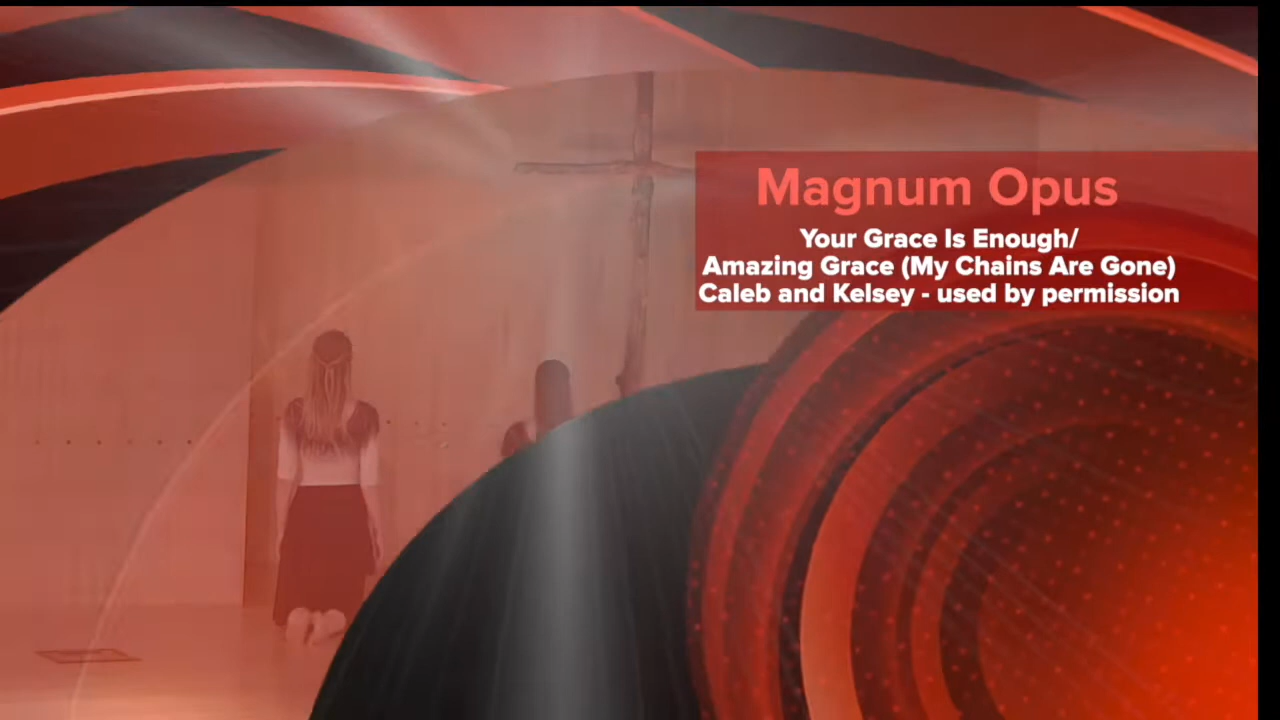 Magnum Opus
Your Grace Is Enough/
Amazing Grace (My Chains Are Gone)
Caleb and Kelsey - used by permission